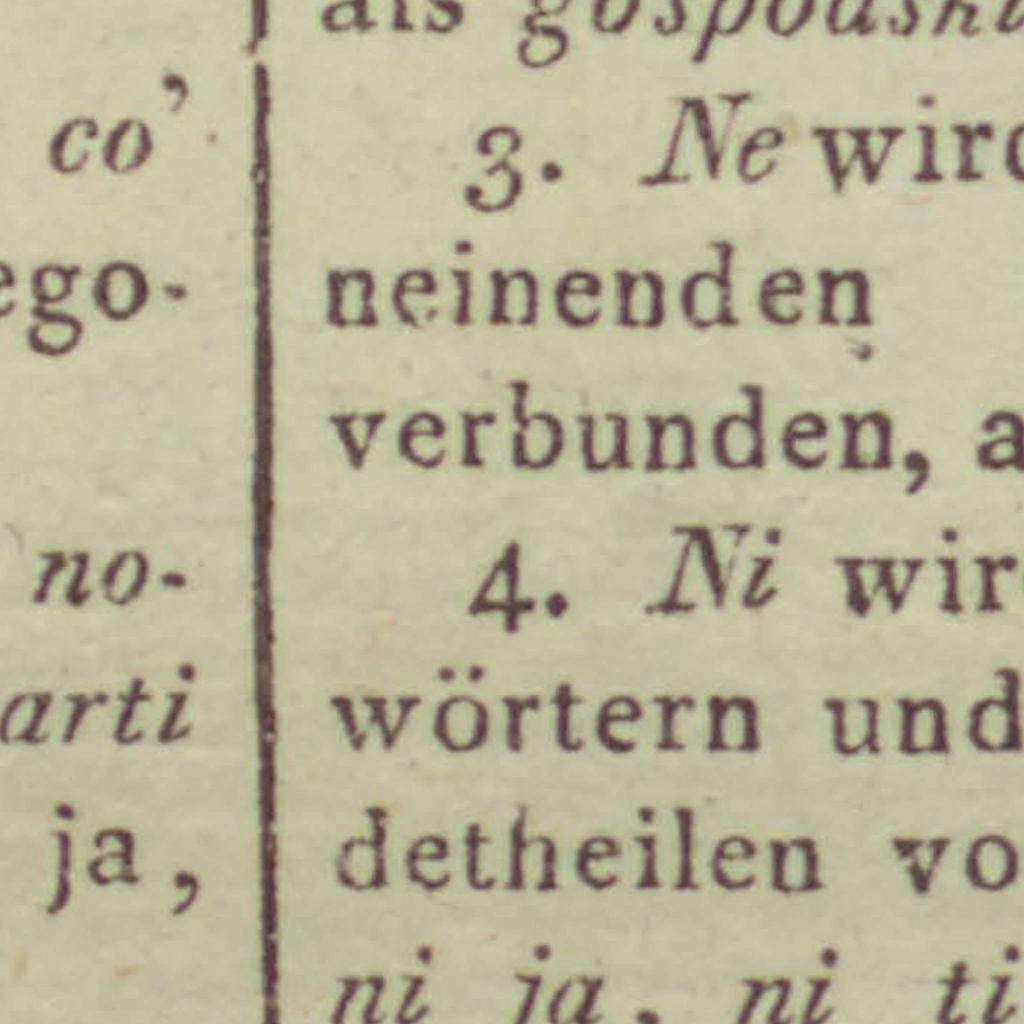 co'
ego-
no-
arti
ja,
als gospodski
3. Ne wird
neinenden
verbunden, a
4. Ni wird
wörtern und
detheilen vo
ni ja, ni ti